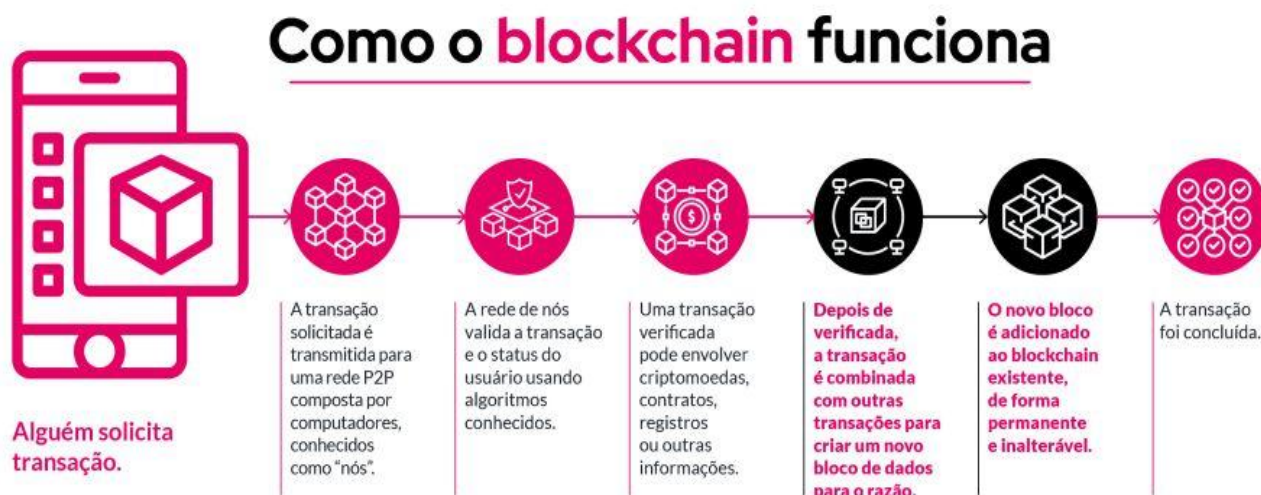 Como o blockchain funciona
Alguém solicita
transação.
A transação
solicitada é
transmitida para
uma rede P2P
composta por
computadores,
conhecidos
como “nós”.
A rede de nós
valida a transação
e o status do
usuário usando
algoritmos
conhecidos.
Uma transação
verificada
pode envolver
criptomoedas,
contratos,
registros
ou outras
informações.
Depois de
verificada,
a transação
é combinada
com outras
transações para
criar um novo
bloco de dados
para o razão.
O novo bloco
é adicionado
ao blockchain
existente,
de forma
permanente
e inalterável.
A transação
foi concluída.